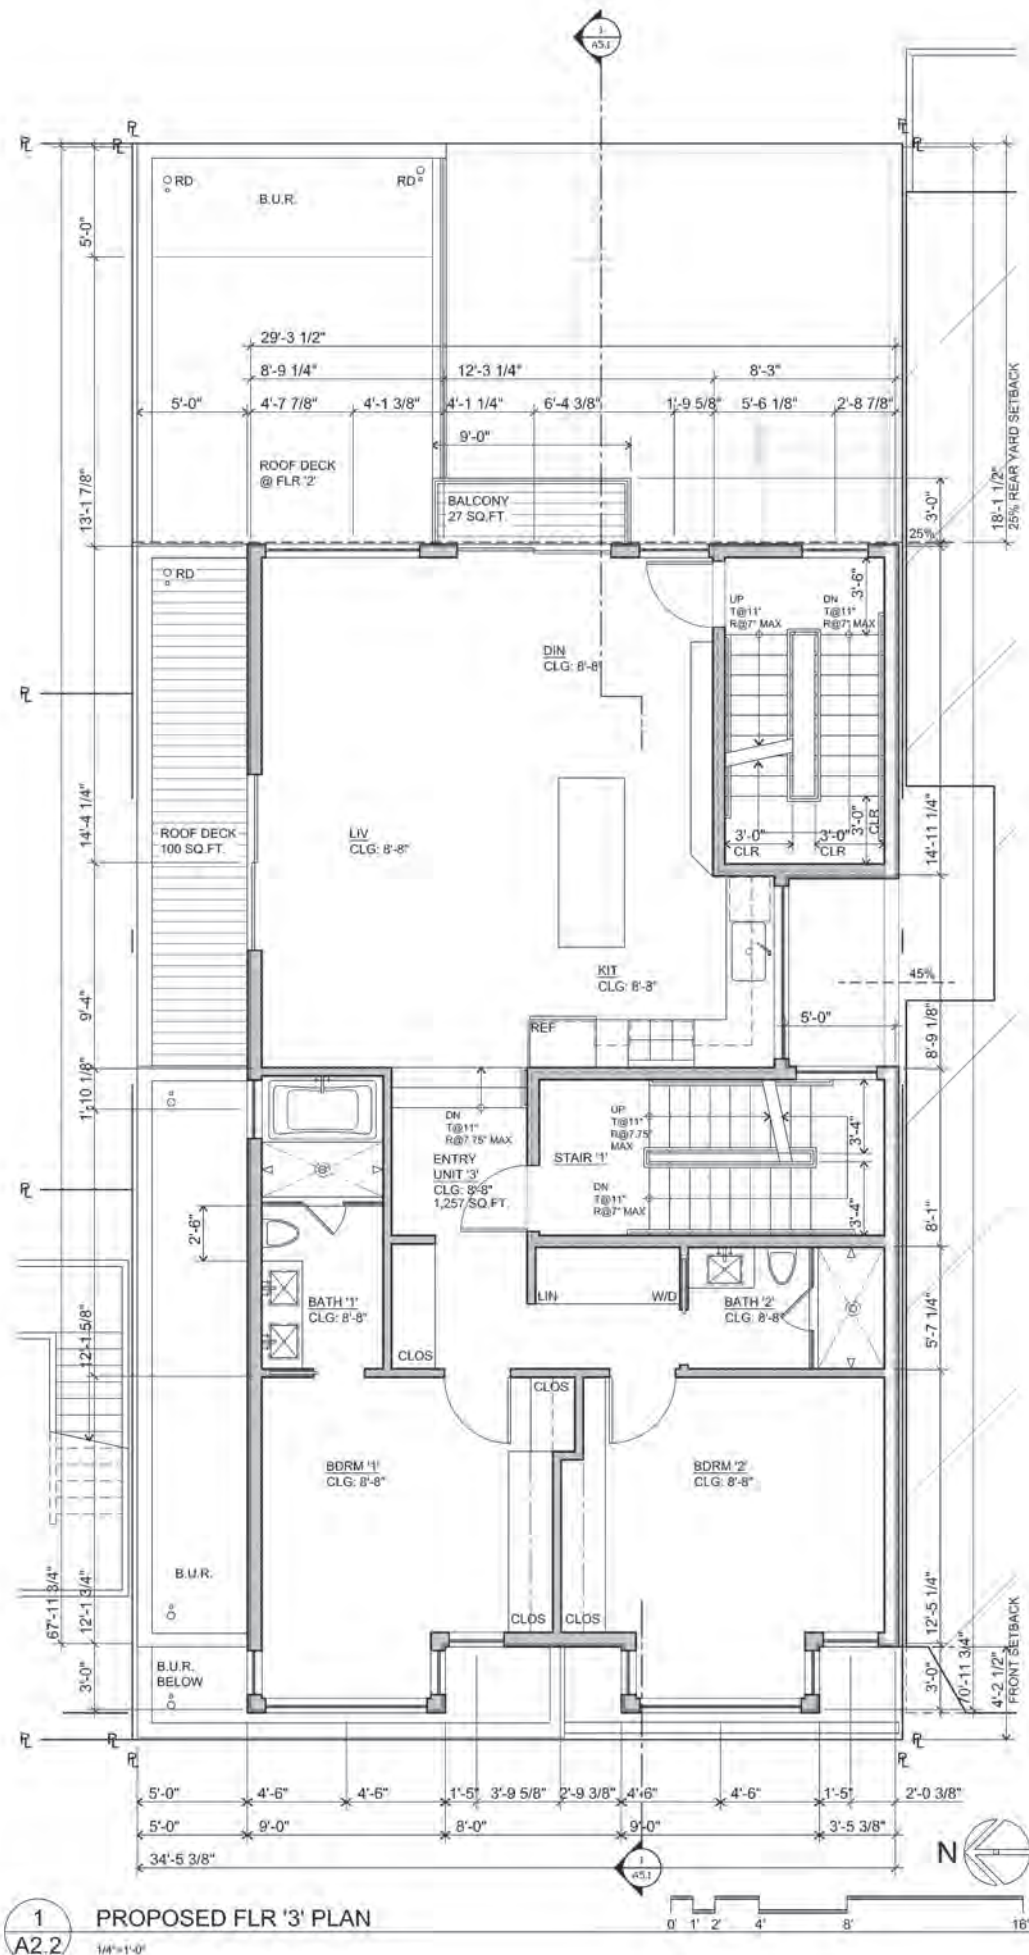 1
A5.1
RD
RD
B.U.R.
5'-0"
29'-3 1/2"
8'-9 1/4"
12'-3 1/4"
8'-3"
5'-0"
4'-7 7/8"
4'-1 3/8"
4'-1 1/4"
6'-4 3/8"
1'-9 5/8"
5'-6 1/8"
2'-8 7/8"
9'-0"
ROOF DECK
@ FLR '2'
BALCONY
27 SQ.FT.
13'-1 7/8"
3'-0"
18'-1 1/2"
25% REAR YARD SETBACK
25%
RD
3'-6"
UP
T@11"
R@7" MAX
DN
T@11"
R@7" MAX
DIN
CLG: 8'-8"
14'-4 1/4"
ROOF DECK
100 SQ.FT.
LIV
CLG: 8'-8"
3'-0"
CLR
3'-0"
CLR
3'-0"
CLR
14'-11 1/4"
KIT
CLG: 8'-8"
45%
9'-4"
REF
5'-0"
8'-9 1/8"
1'-10 1/8"
DN
T@11"
R@7.75" MAX
UP
T@11"
R@7.75"
MAX
3'-4"
ENTRY
UNIT '3'
CLG: 8'-8"
1,257 SQ.FT.
STAIR '1'
DN
T@11"
R@7" MAX
3'-4"
8'-1"
2'-6"
BATH '1'
CLG: 8'-8"
LIN
W/D
BATH '2'
CLG: 8'-8"
5'-7 1/4"
12'-1 5/8"
CLOS
CLOS
BDRM '1'
CLG: 8'-8"
BDRM '2'
CLG: 8'-8"
B.U.R.
67'-11 3/4"
12'-1 3/4"
CLOS
CLOS
12'-5 1/4"
B.U.R.
BELOW
3'-0"
3'-0"
70'-11 3/4"
4'-2 1/2"
FRONT SETBACK
5'-0"
4'-6"
4'-6"
1'-5"
3'-9 5/8"
2'-9 3/8"
4'-6"
4'-6"
1'-5"
2'-0 3/8"
5'-0"
9'-0"
8'-0"
9'-0"
3'-5 3/8"
34'-5 3/8"
1
A5.1
N
1
A2.2
PROPOSED FLR '3' PLAN
1/4"=1'-0"
0' 1' 2' 4' 8' 16'